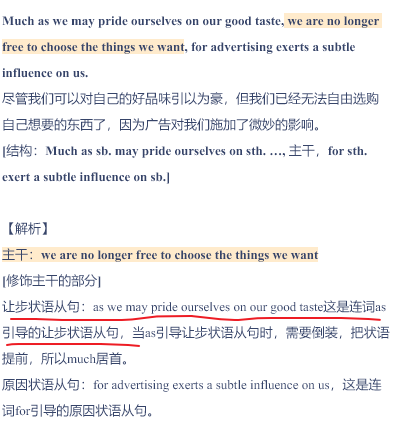 Much as we may pride ourselves on our good taste, we are no longer
free to choose the things we want, for advertising exerts a subtle
influence on us.
尽管我们可以对自己的好品味引以为豪，但我们已经无法自由选购
自己想要的东西了，因为广告对我们施加了微妙的影响。
[结构：Much as sb. may pride ourselves on sth. …, 主干，for sth.
exert a subtle influence on sb.]
【解析】
主干：we are no longer free to choose the things we want
[修饰主干的部分]
让步状语从句：as we may pride ourselves on our good taste这是连词as
引导的让步状语从句，当as引导让步状语从句时，需要倒装，把状语
提前，所以much居首。
原因状语从句：for advertising exerts a subtle influence on us，这是连
词for引导的原因状语从句。